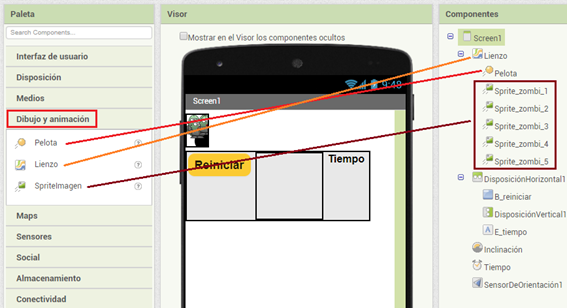 Paleta
Search Components...
Interfaz de usuario
Disposición
Medios
Dibujo y animación
Pelota
Lienzo
SpriteImagen
Maps
Sensores
Social
Almacenamiento
Conectividad
Visor
Mostrar en el Visor los componentes ocultos
9:48
Screen1
Reiniciar
Tiempo
Componentes
Screen1
Lienzo
Pelota
Sprite_zombi_1
Sprite_zombi_2
Sprite_zombi_3
Sprite_zombi_4
Sprite_zombi_5
DisposiciónHorizontal1
B_reiniciar
DisposiciónVertical1
E_tiempo
Inclinación
Tiempo
SensorDeOrientación1